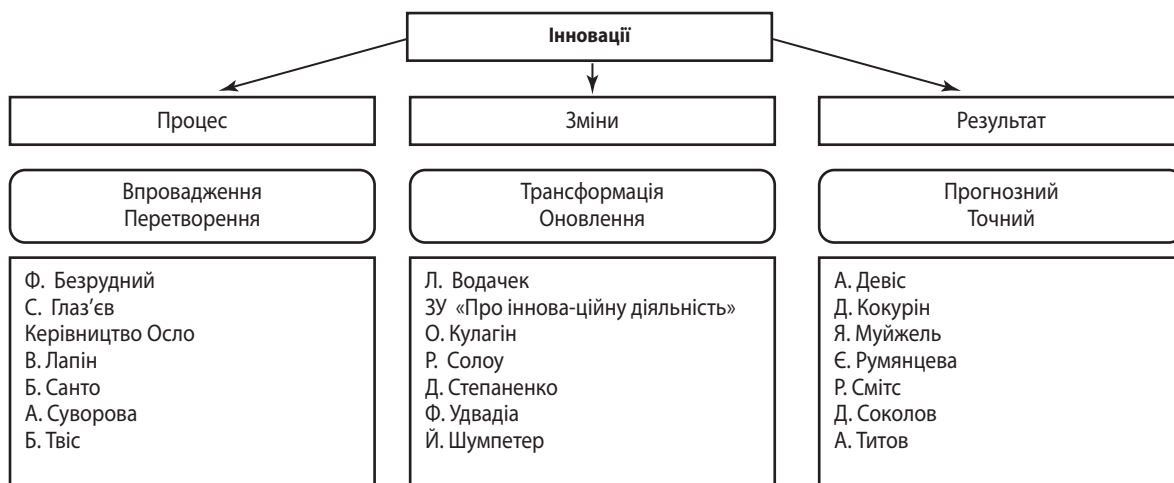 Інновації
Процес
Зміни
Результат
Впровадження
Перетворення
Трансформація
Оновлення
Прогнозний
Точний
Ф. Безрудний
С. Глаз’єв
Керівництво Осло
В. Лапін
Б. Санто
А. Суворова
Б. Твіс
Л. Водачек
ЗУ «Про іннова-ційну діяльність»
О. Кулагін
Р. Солоу
Д. Степаненко
Ф. Удвадіа
Й. Шумпетер
А. Девіс
Д. Кокурін
Я. Муйжель
Є. Румянцева
Р. Смітс
Д. Соколов
А. Титов